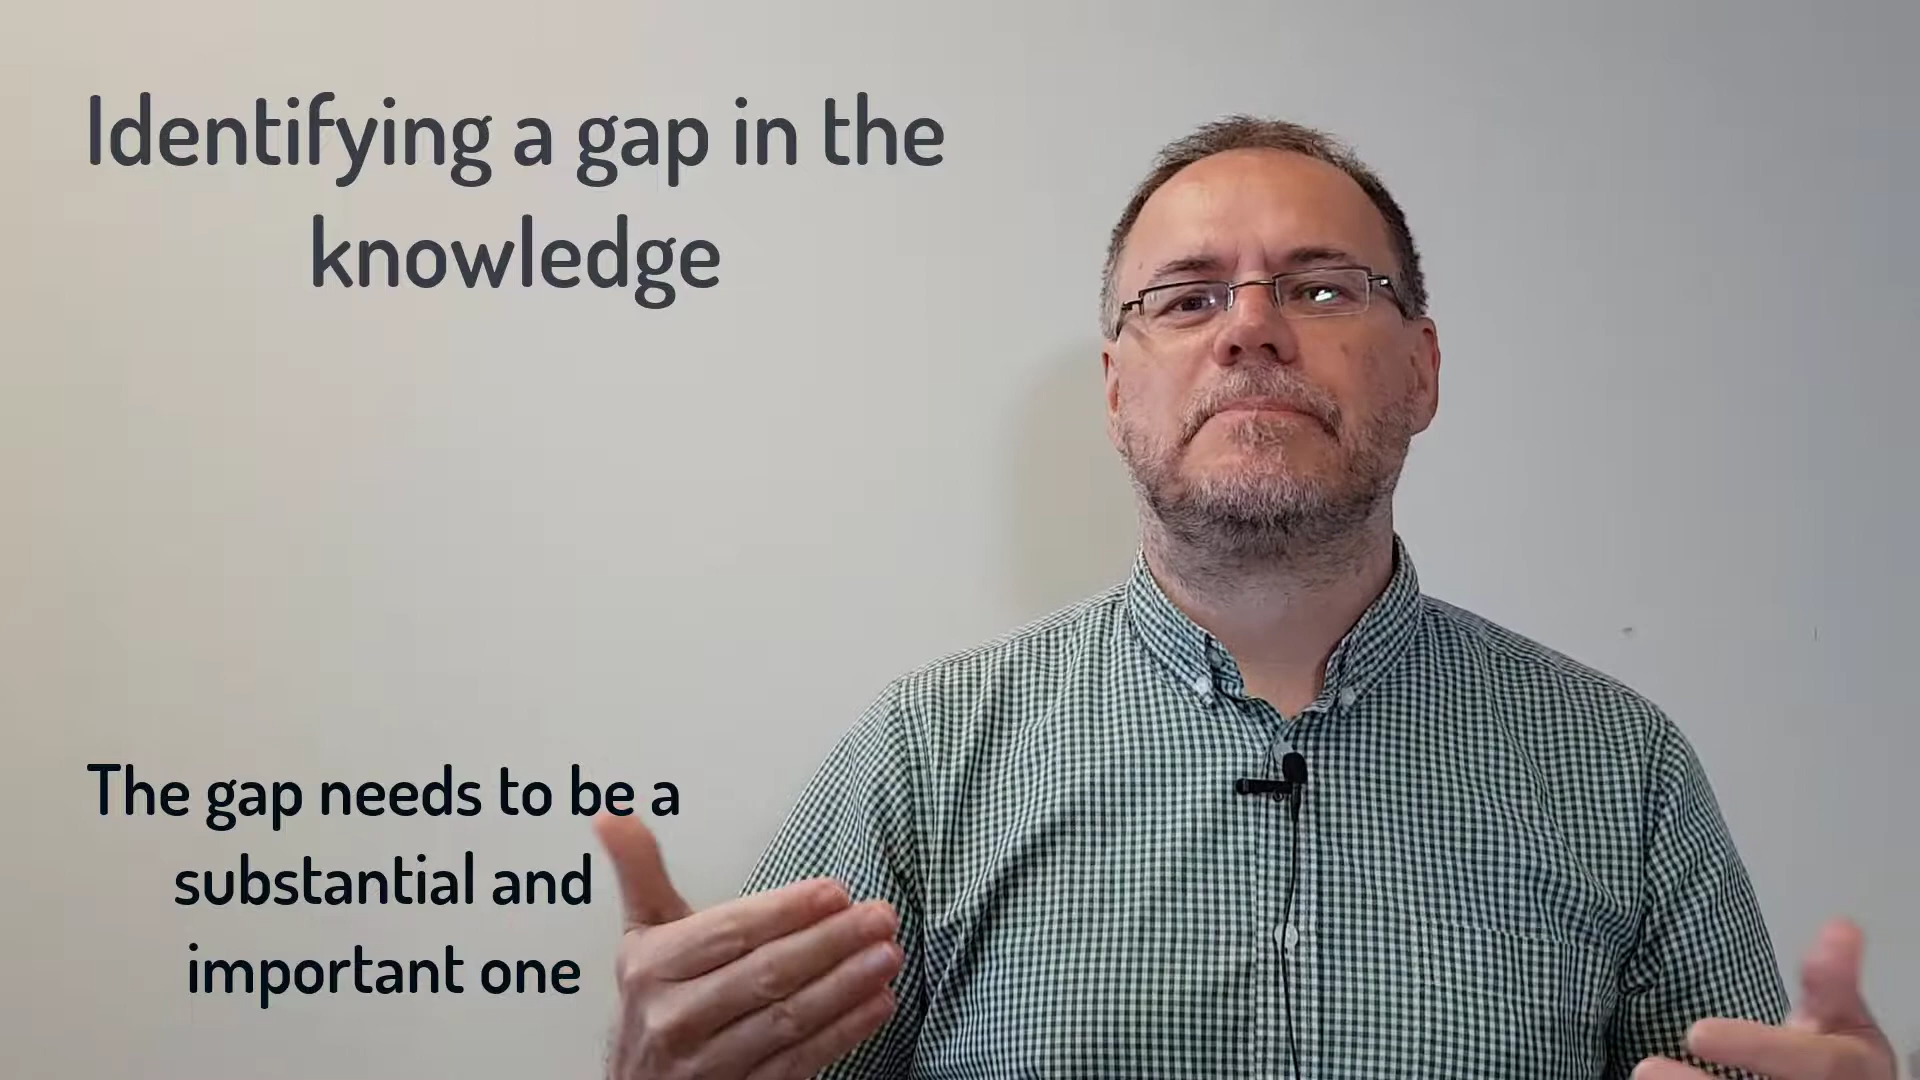 Identifying a gap in the
knowledge
The gap needs to be a
substantial and
important one